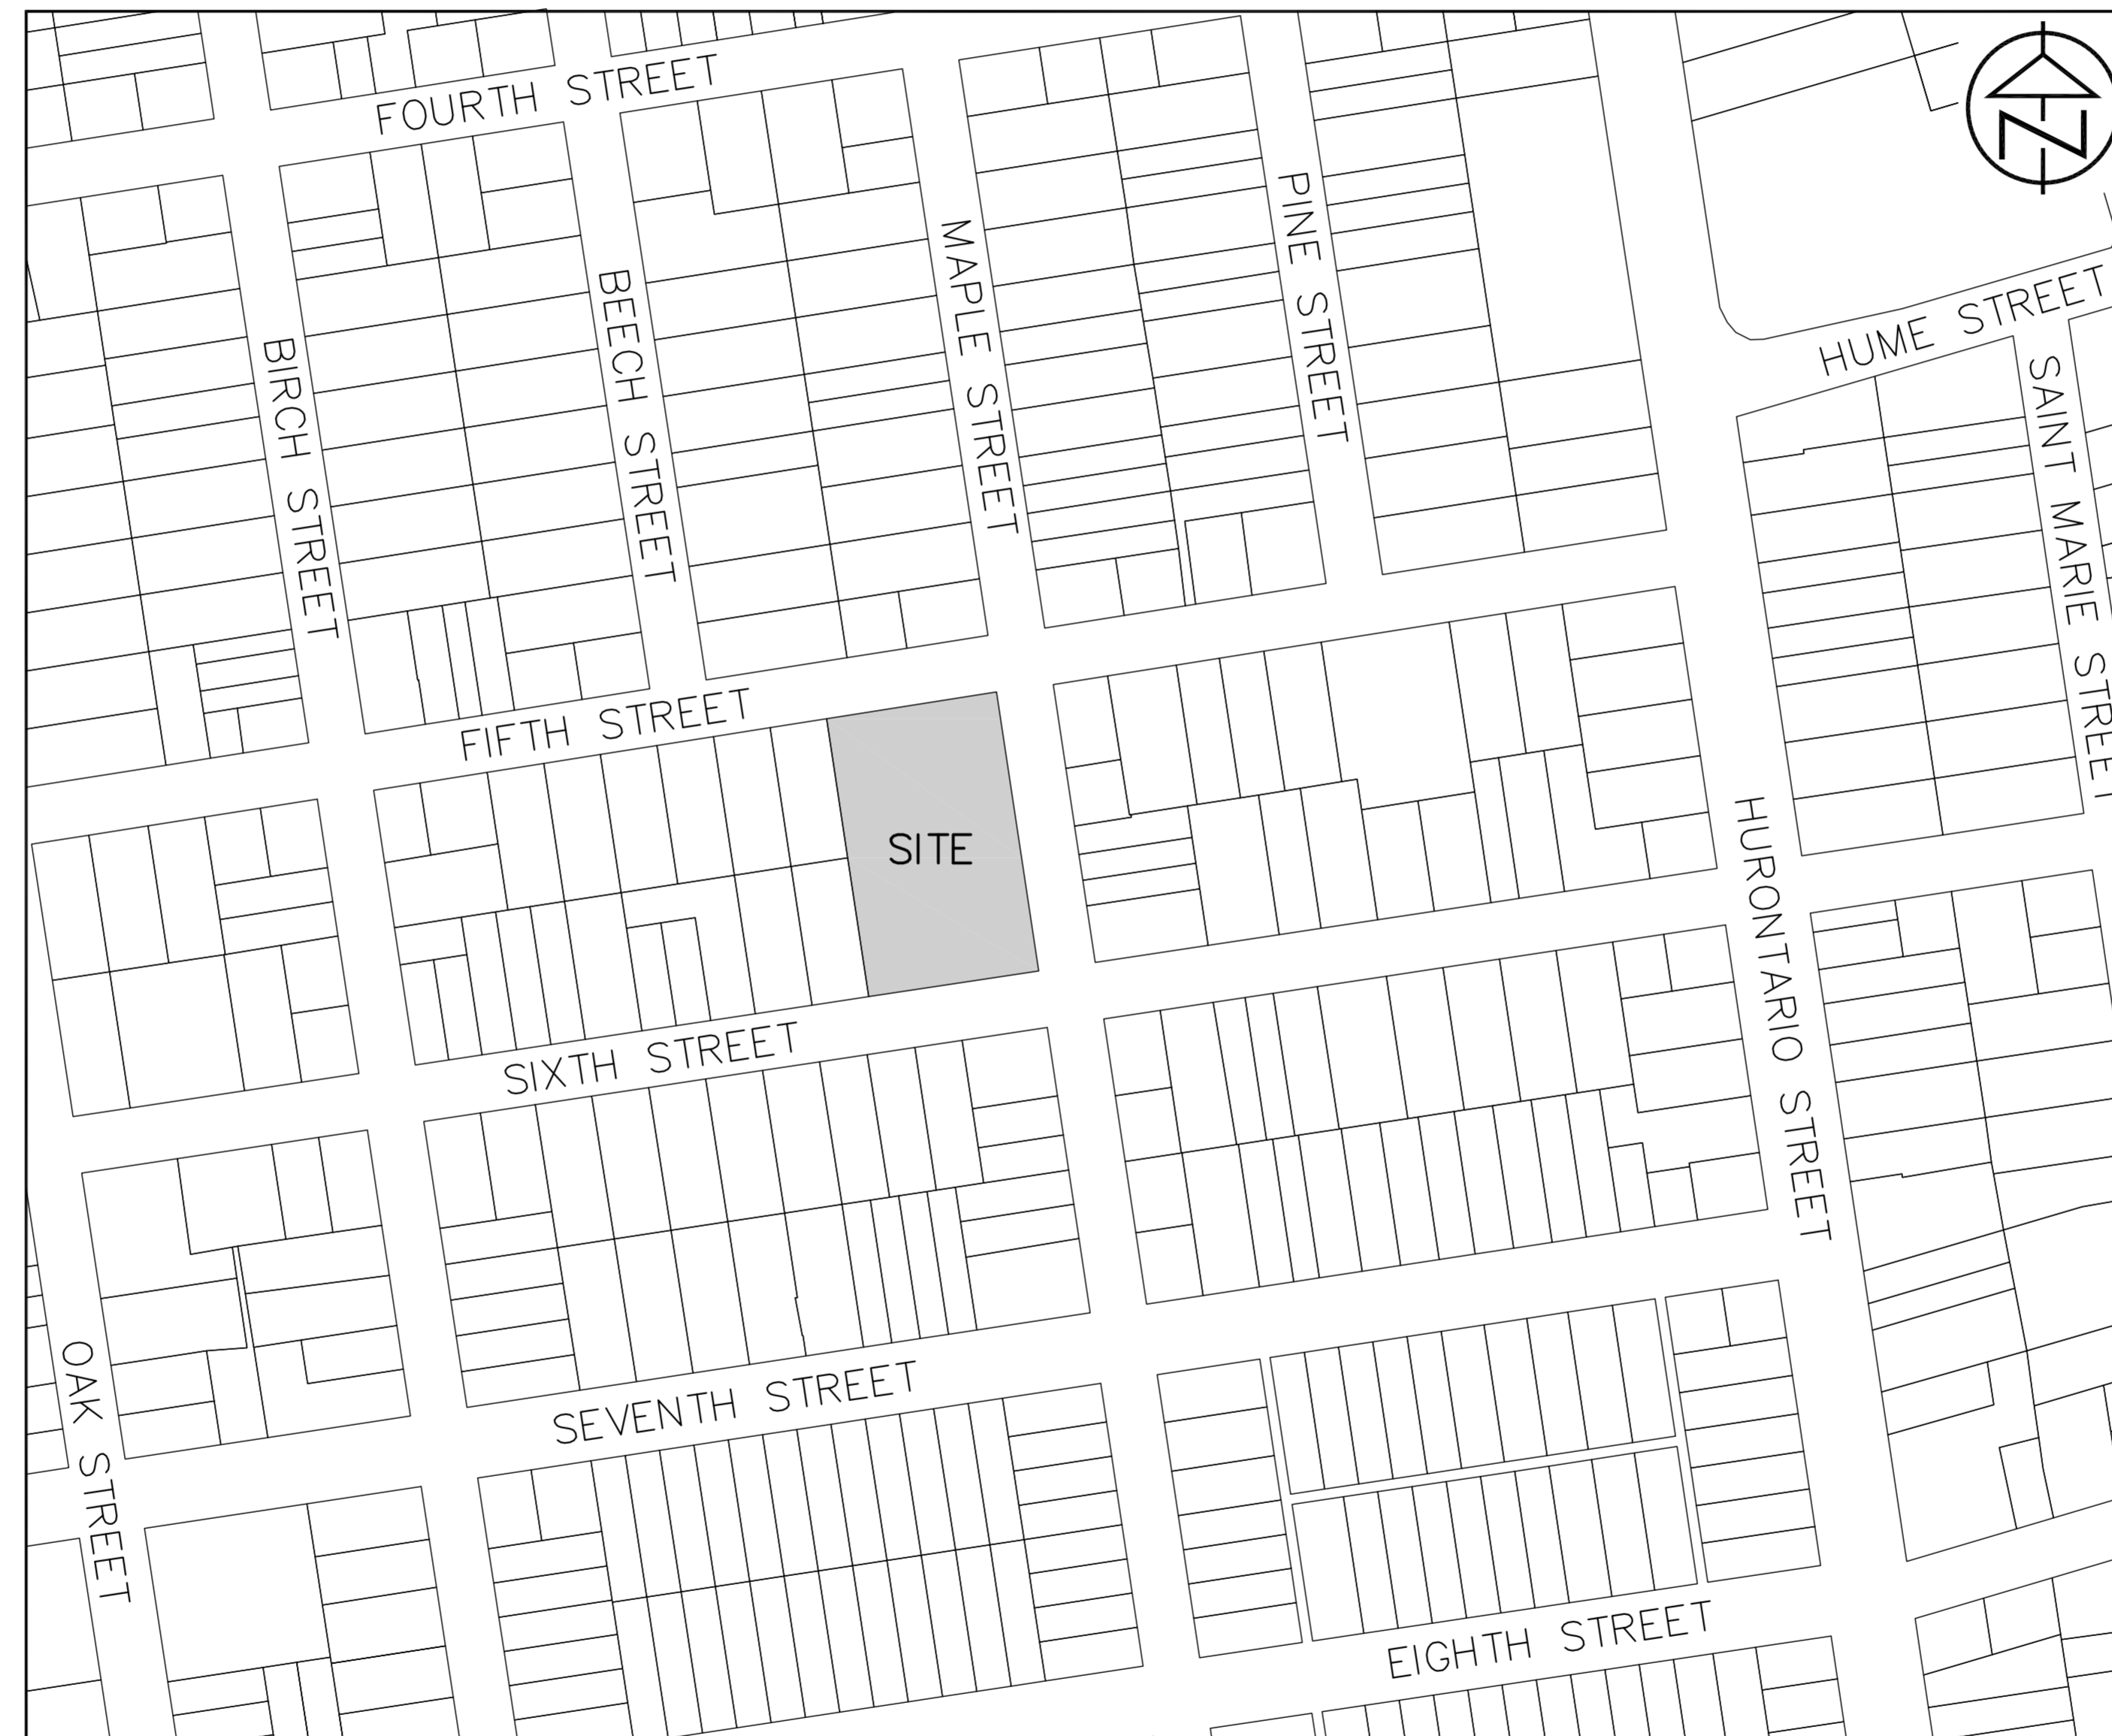 FOURTH STREET
N
PINE STREET
MAPLE STREET
HUME STREET
BEECH STREET
BIRCH STREET
SAINT MARIE STREET
FIFTH STREET
SITE
HURONTARIO STREET
SIXTH STREET
OAK STREET
SEVENTH STREET
EIGHTH STREET